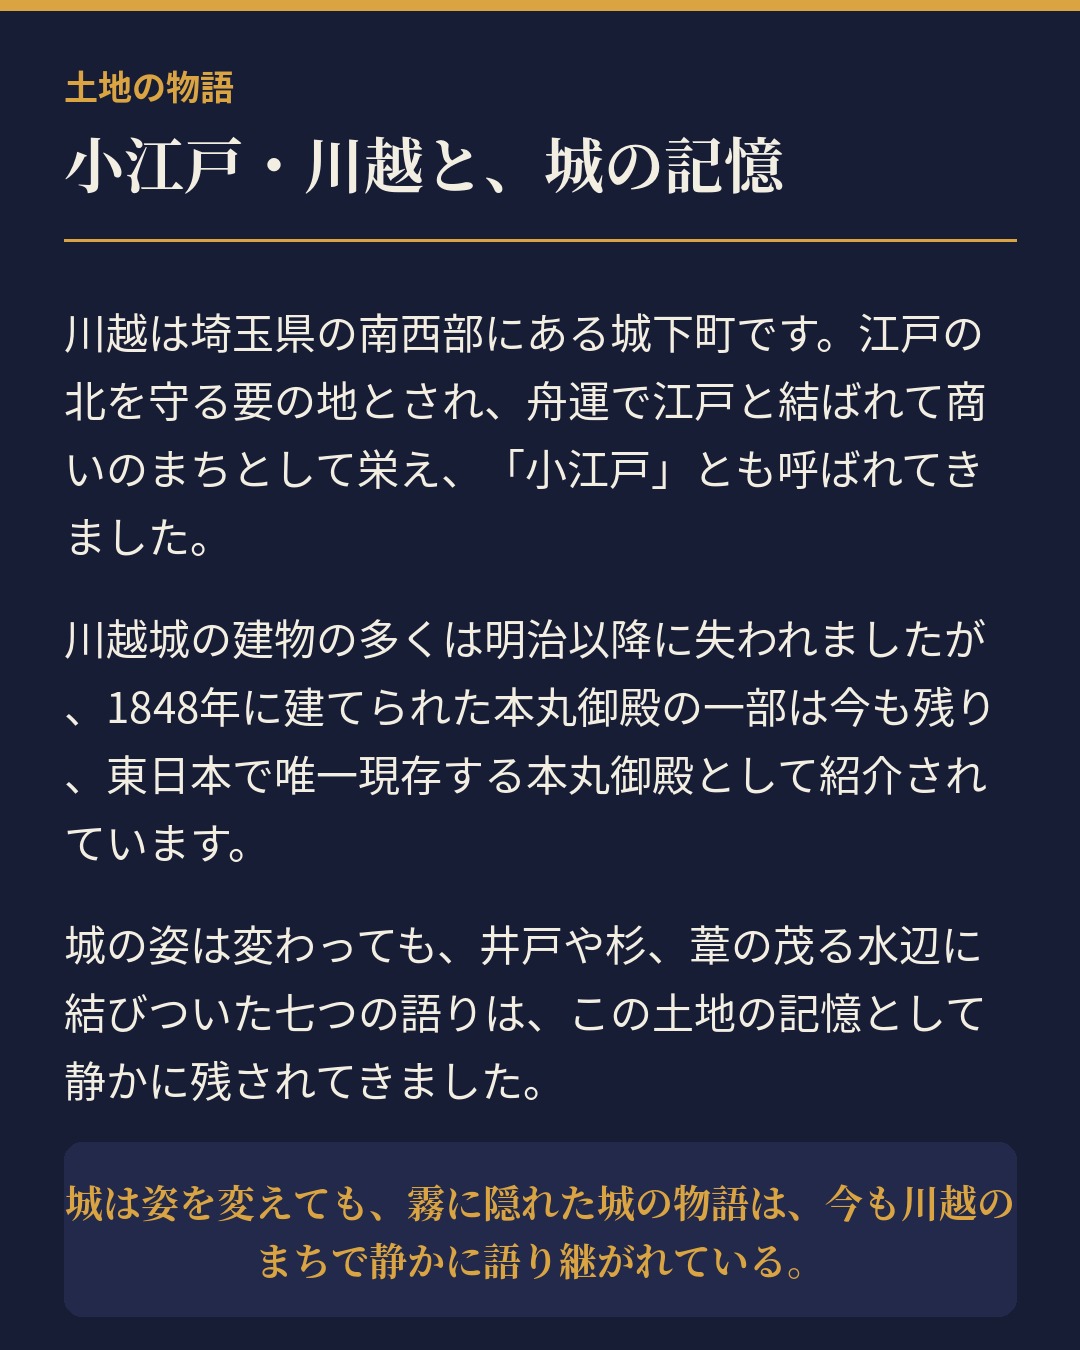 土地の物語
小江戸・川越と、城の記憶
川越は埼玉県の南西部にある城下町です。江戸の
北を守る要の地とされ、舟運で江戸と結ばれて商
いのまちとして栄え、「小江戸」とも呼ばれてき
ました。
川越城の建物の多くは明治以降に失われましたが
、1848年に建てられた本丸御殿の一部は今も残り
、東日本で唯一現存する本丸御殿として紹介され
ています。
城の姿は変わっても、井戸や杉、葦の茂る水辺に
結びついた七つの語りは、この土地の記憶として
静かに残されてきました。
城は姿を変えても、霧に隠れた城の物語は、今も川越の
まちで静かに語り継がれている。